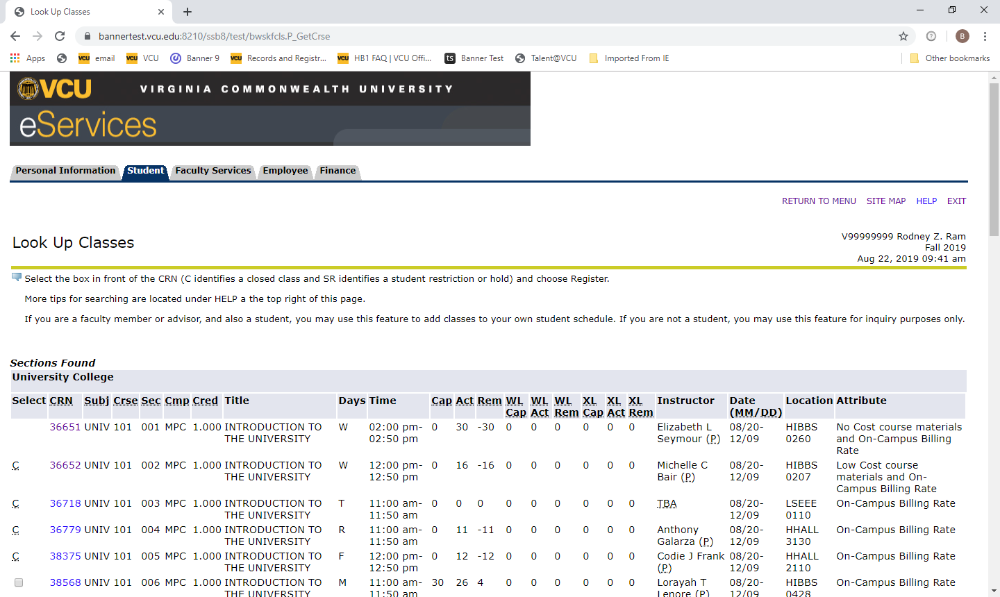 Look Up Classes
bannertest.vcu.edu:8210/ssb8/test/bwskfcls.P_GetCrse
B
Apps
VCU email
VCU VCU
Banner 9
VCU Records and Registr...
VCU HB1 FAQ | VCU Offi...
ts Banner Test
Talent@VCU
Imported From IE
Other bookmarks
VCU VIRGINIA COMMONWEALTH UNIVERSITY
eServices
Personal Information Student Faculty Services Employee Finance
RETURN TO MENU SITE MAP HELP EXIT
Look Up Classes
V99999999 Rodney Z. Ram
Fall 2019
Aug 22, 2019 09:41 am
Select the box in front of the CRN (C identifies a closed class and SR identifies a student restriction or hold) and choose Register.
More tips for searching are located under HELP a the top right of this page.
If you are a faculty member or advisor, and also a student, you may use this feature to add classes to your own student schedule. If you are not a student, you may use this feature for inquiry purposes only.
Sections Found
University College
Select CRN Subj Crse Sec Cmp Cred Title Days Time Cap Act Rem WL WL WL XL XL XL Instructor Date Location Attribute
Cap Act Rem Cap Act Rem (MM/DD)
36651 UNIV 101 001 MPC 1.000 INTRODUCTION TO W 02:00 pm- 0 30 -30 0 0 0 0 0 0 Elizabeth L 08/20- HIBBS No Cost course materials
THE UNIVERSITY 02:50 pm Seymour (P) 12/09 0260 and On-Campus Billing
Rate
C 36652 UNIV 101 002 MPC 1.000 INTRODUCTION TO W 12:00 pm- 0 16 -16 0 0 0 0 0 0 Michelle C 08/20- HIBBS Low Cost course
THE UNIVERSITY 12:50 pm Bair (P) 12/09 0207 materials and On-
Campus Billing Rate
C 36718 UNIV 101 003 MPC 1.000 INTRODUCTION TO T 11:00 am- 0 0 0 0 0 0 0 0 0 TBA 08/20- LSEEE On-Campus Billing Rate
THE UNIVERSITY 11:50 am 12/09 0110
C 36779 UNIV 101 004 MPC 1.000 INTRODUCTION TO R 11:00 am- 0 11 -11 0 0 0 0 0 0 Anthony 08/20- HHALL On-Campus Billing Rate
THE UNIVERSITY 11:50 am Galarza (P) 12/09 3130
C 38375 UNIV 101 005 MPC 1.000 INTRODUCTION TO F 12:00 pm- 0 12 -12 0 0 0 0 0 0 Codie J Frank 08/20- HHALL On-Campus Billing Rate
THE UNIVERSITY 12:50 pm (P) 12/09 2110
38568 UNIV 101 006 MPC 1.000 INTRODUCTION TO M 11:00 am- 30 26 4 0 0 0 0 0 0 Lorayah T 08/20- HIBBS On-Campus Billing Rate
THE UNIVERSITY 11:50 am Lenore (P) 12/09 0428